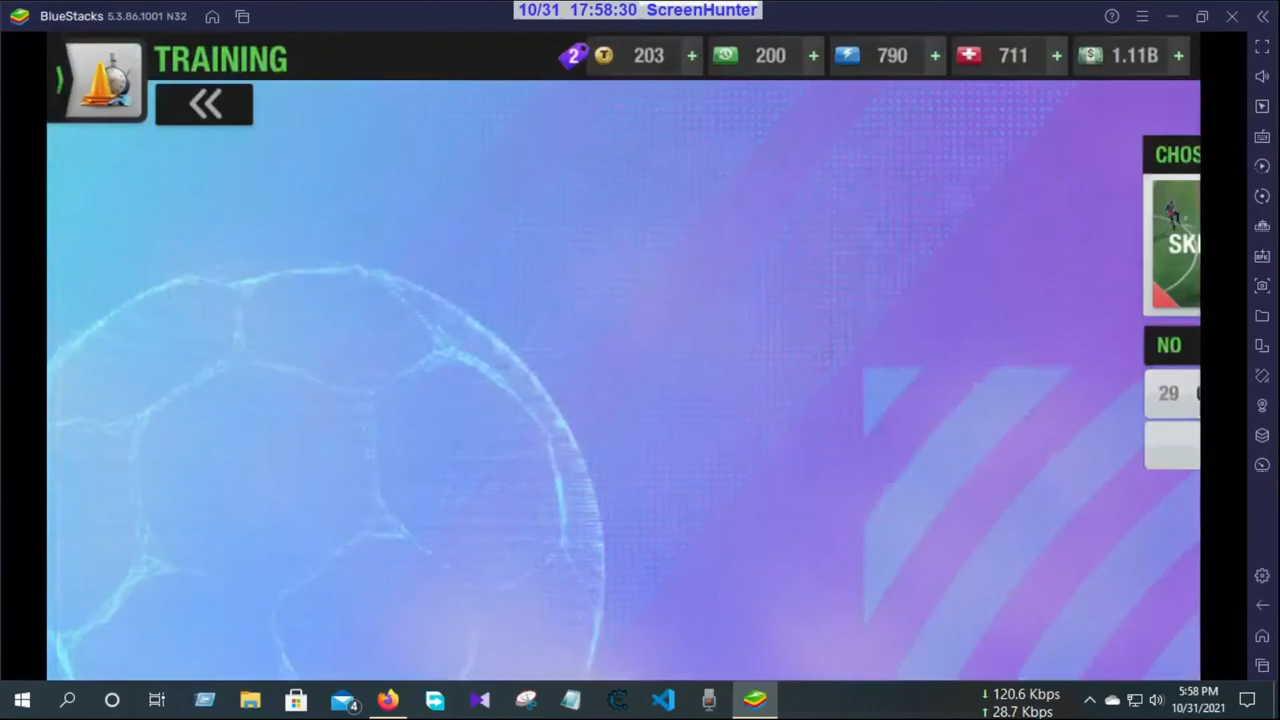 BlueStacks 5.3.86.1001 N32
10/31 17:58:30 ScreenHunter
TRAINING
2
T
203 +
200 +
790 +
711 +
$
1.11B +
CHOS
SKI
NO
29
4
120.6 Kbps
28.7 Kbps
5:58 PM
10/31/2021